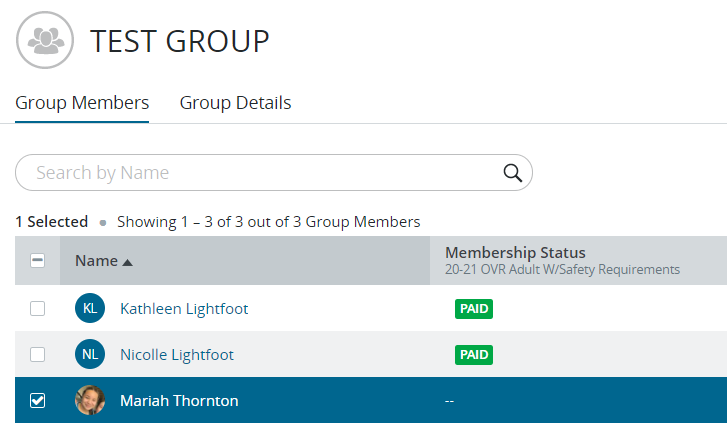 TEST GROUP
Group Members Group Details
Search by Name
1 Selected • Showing 1 – 3 of 3 out of 3 Group Members
Name ▲ Membership Status
20-21 OVR Adult W/Safety Requirements
KL Kathleen Lightfoot PAID
NL Nicolle Lightfoot PAID
Mariah Thornton --